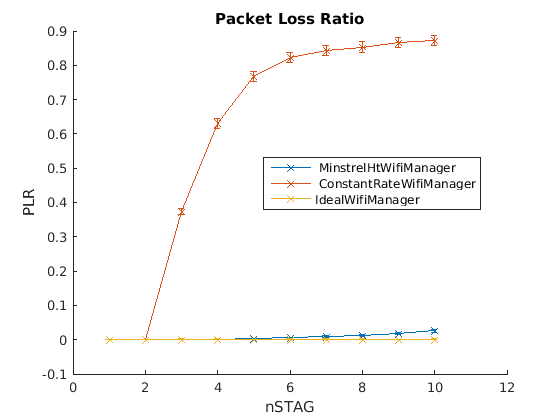 Packet Loss Ratio
0.9
0.8
0.7
0.6
0.5
0.4
0.3
0.2
0.1
0
-0.1
PLR
MinstrelHtWifiManager
ConstantRateWifiManager
IdealWifiManager
0 2 4 6 8 10 12
nSTAG